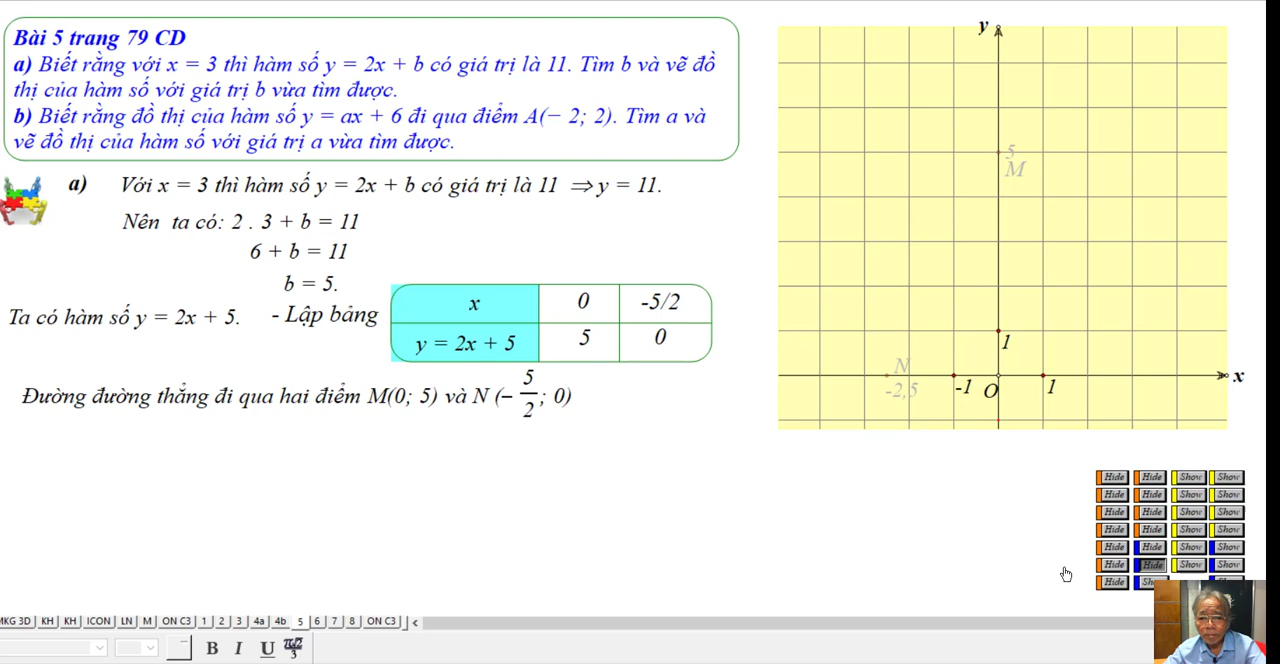 Bài 5 trang 79 CD
a) Biết rằng với x = 3 thì hàm số y = 2x + b có giá trị là 11. Tìm b và vẽ đồ
thị của hàm số với giá trị b vừa tìm được.
b) Biết rằng đồ thị của hàm số y = ax + 6 đi qua điểm A(− 2; 2). Tìm a và
vẽ đồ thị của hàm số với giá trị a vừa tìm được.
a) Với x = 3 thì hàm số y = 2x + b có giá trị là 11 ⇒ y = 11.
Nên ta có: 2 . 3 + b = 11
6 + b = 11
b = 5.
Ta có hàm số y = 2x + 5. - Lập bảng
x 0 -5/2
y = 2x + 5 5 0
Đường đường thẳng đi qua hai điểm M(0; 5) và N (− 5/2 ; 0)
y
5
M
1
N
-2,5 -1 O 1 x
Hide Hide Show Show
Hide Hide Show Show
Hide Hide Show Show
Hide Hide Show Show
Hide Hide Show Show
Hide Hide Show Show
Hide
MKG 3D KH KH ICON LN M ON C3 1 2 3 4a 4b 5 6 7 8 ON C3
B I U